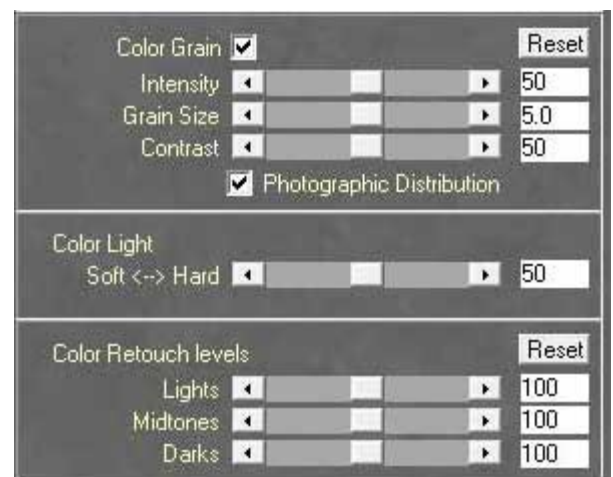 Color Grain Reset
Intensity 50
Grain Size 5.0
Contrast 50
Photographic Distribution
Color Light
Soft <--> Hard 50
Color Retouch levels Reset
Lights 100
Midtones 100
Darks 100